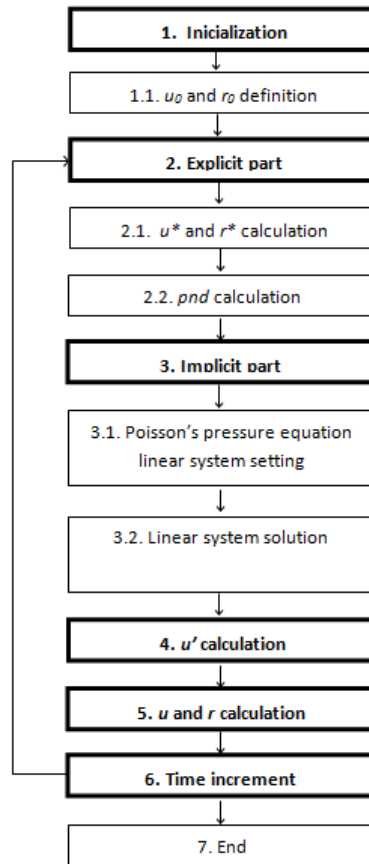 1. Inicialization
1.1. u0 and r0 definition
2. Explicit part
2.1. u* and r* calculation
2.2. pnd calculation
3. Implicit part
3.1. Poisson's pressure equation
linear system setting
3.2. Linear system solution
4. u' calculation
5. u and r calculation
6. Time increment
7. End